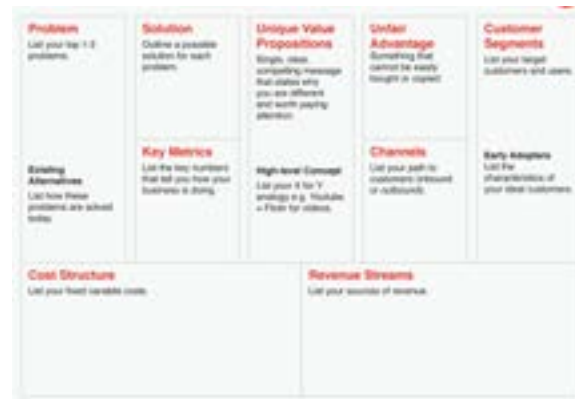 Problem
List your top 1-3
problems.
Existing
Alternatives
List how these
problems are solved
today.
Solution
Outline a possible
solution for each
problem.
Key Metrics
List the key numbers
that tell you how your
business is doing.
Unique Value
Propositions
Single, clear,
compelling message
that states why
you are different
and worth paying
attention.
High-level Concept
List your X for Y
analogy e.g. Youtube
= Flickr for videos.
Unfair
Advantage
Something that
cannot be easily
bought or copied.
Channels
List your path to
customers (inbound
or outbound).
Customer
Segments
List your target
customers and users.
Early Adopters
List the
characteristics of
your ideal customers.
Cost Structure
List your fixed variable costs.
Revenue Streams
List your sources of revenue.